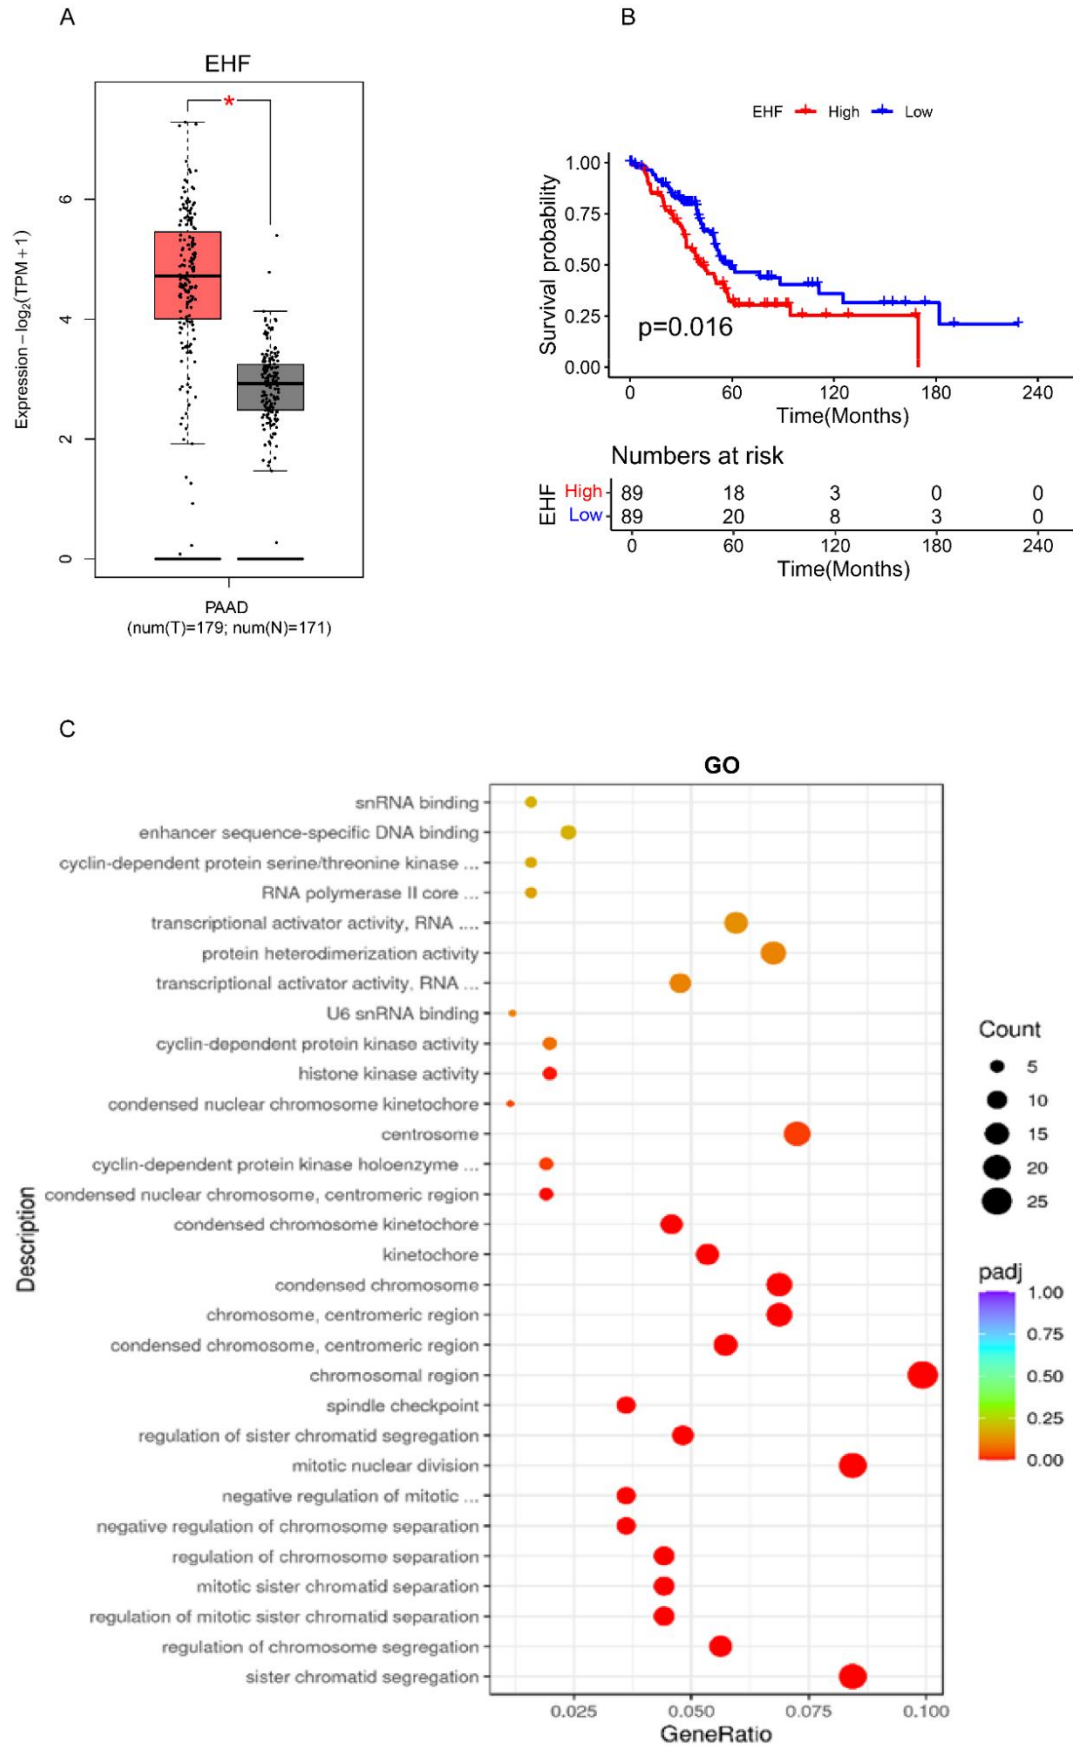 A
EHF
*
Expression − log2(TPM + 1)
6
4
2
0
PAAD
(num(T)=179; num(N)=171)
B
EHF High Low
Survival probability
1.00
0.75
0.50
0.25
0.00
p=0.016
0 60 120 180 240
Time(Months)
Numbers at risk
EHF
High 89 18 3 0 0
Low 89 20 8 3 0
0 60 120 180 240
Time(Months)
C
GO
Description
snRNA binding
enhancer sequence-specific DNA binding
cyclin-dependent protein serine/threonine kinase ...
RNA polymerase II core ...
transcriptional activator activity, RNA ....
protein heterodimerization activity
transcriptional activator activity, RNA ...
U6 snRNA binding
cyclin-dependent protein kinase activity
histone kinase activity
condensed nuclear chromosome kinetochore
centrosome
cyclin-dependent protein kinase holoenzyme ...
condensed nuclear chromosome, centromeric region
condensed chromosome kinetochore
kinetochore
condensed chromosome
chromosome, centromeric region
condensed chromosome, centromeric region
chromosomal region
spindle checkpoint
regulation of sister chromatid segregation
mitotic nuclear division
negative regulation of mitotic ...
negative regulation of chromosome separation
regulation of chromosome separation
mitotic sister chromatid separation
regulation of mitotic sister chromatid separation
regulation of chromosome segregation
sister chromatid segregation
0.025 0.050 0.075 0.100
GeneRatio
Count
5
10
15
20
25
padj
1.00
0.75
0.50
0.25
0.00